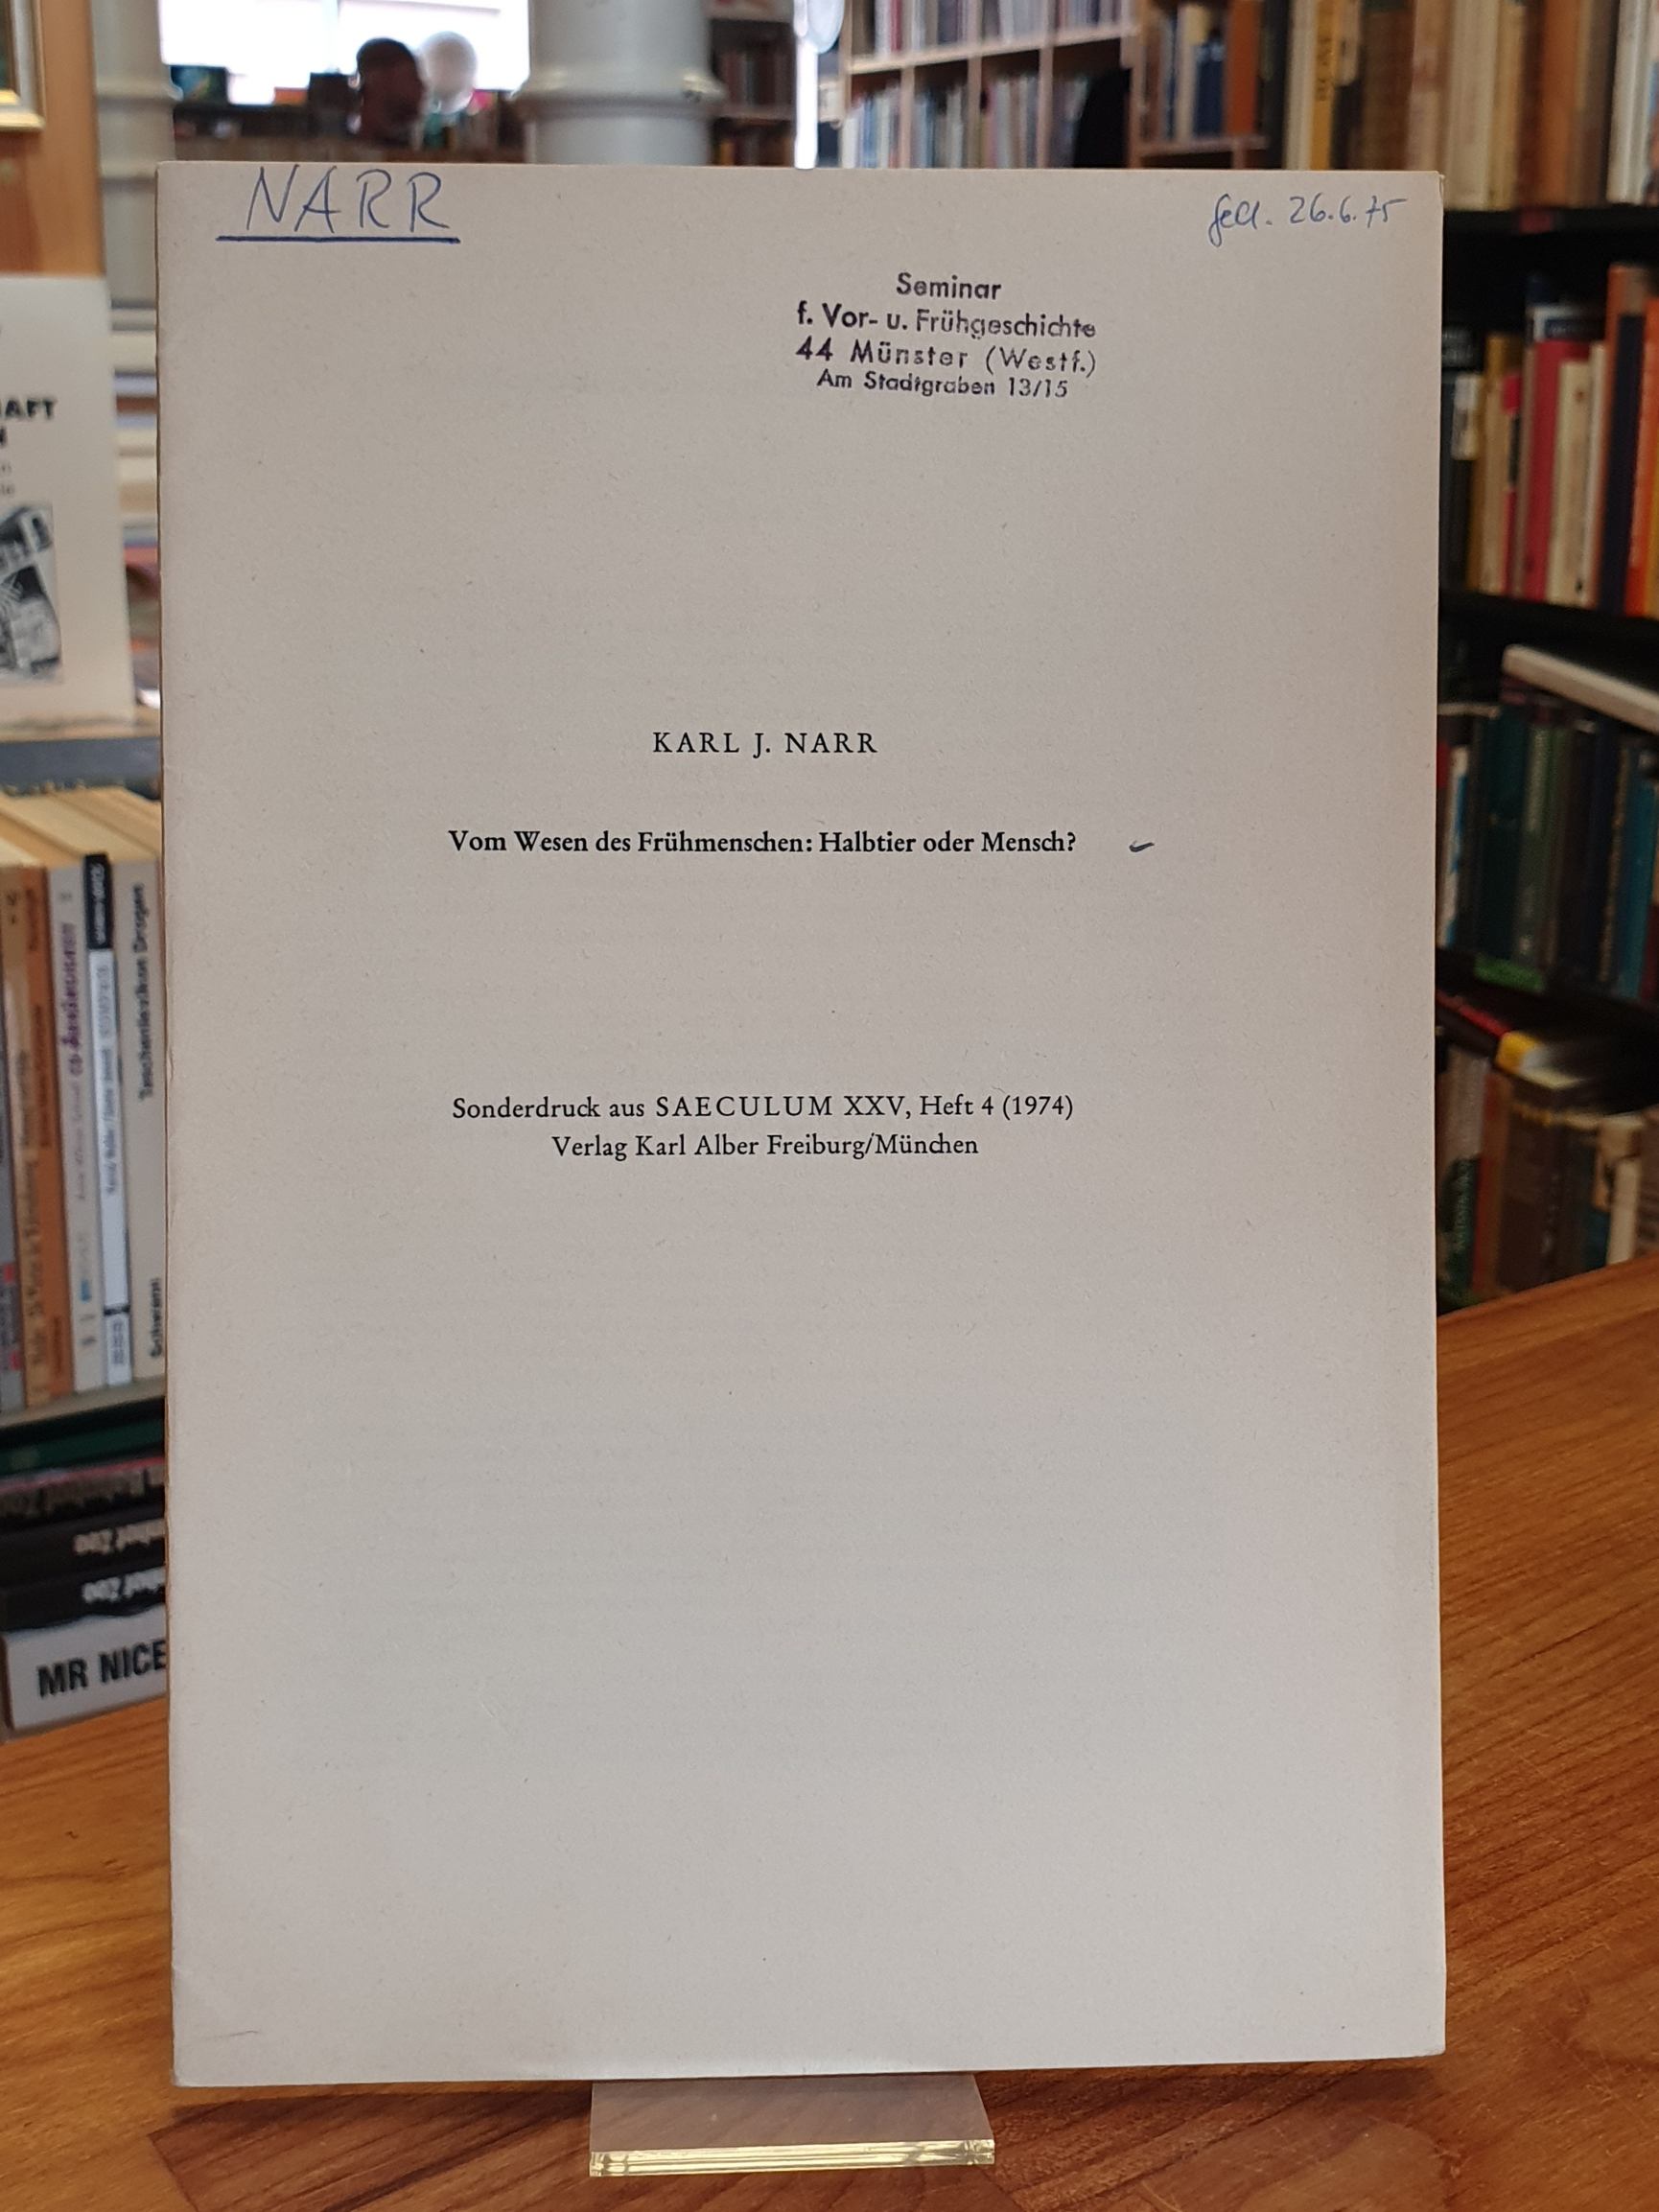 NARR
26.6.75
Seminar
f. Vor- u. Frühgeschichte
44 Münster (Westf.)
Am Stadtgraben 13/15
KARL J. NARR
Vom Wesen des Frühmenschen: Halbtier oder Mensch?
Sonderdruck aus SAECULUM XXV, Heft 4 (1974)
Verlag Karl Alber Freiburg/München
MR NICE